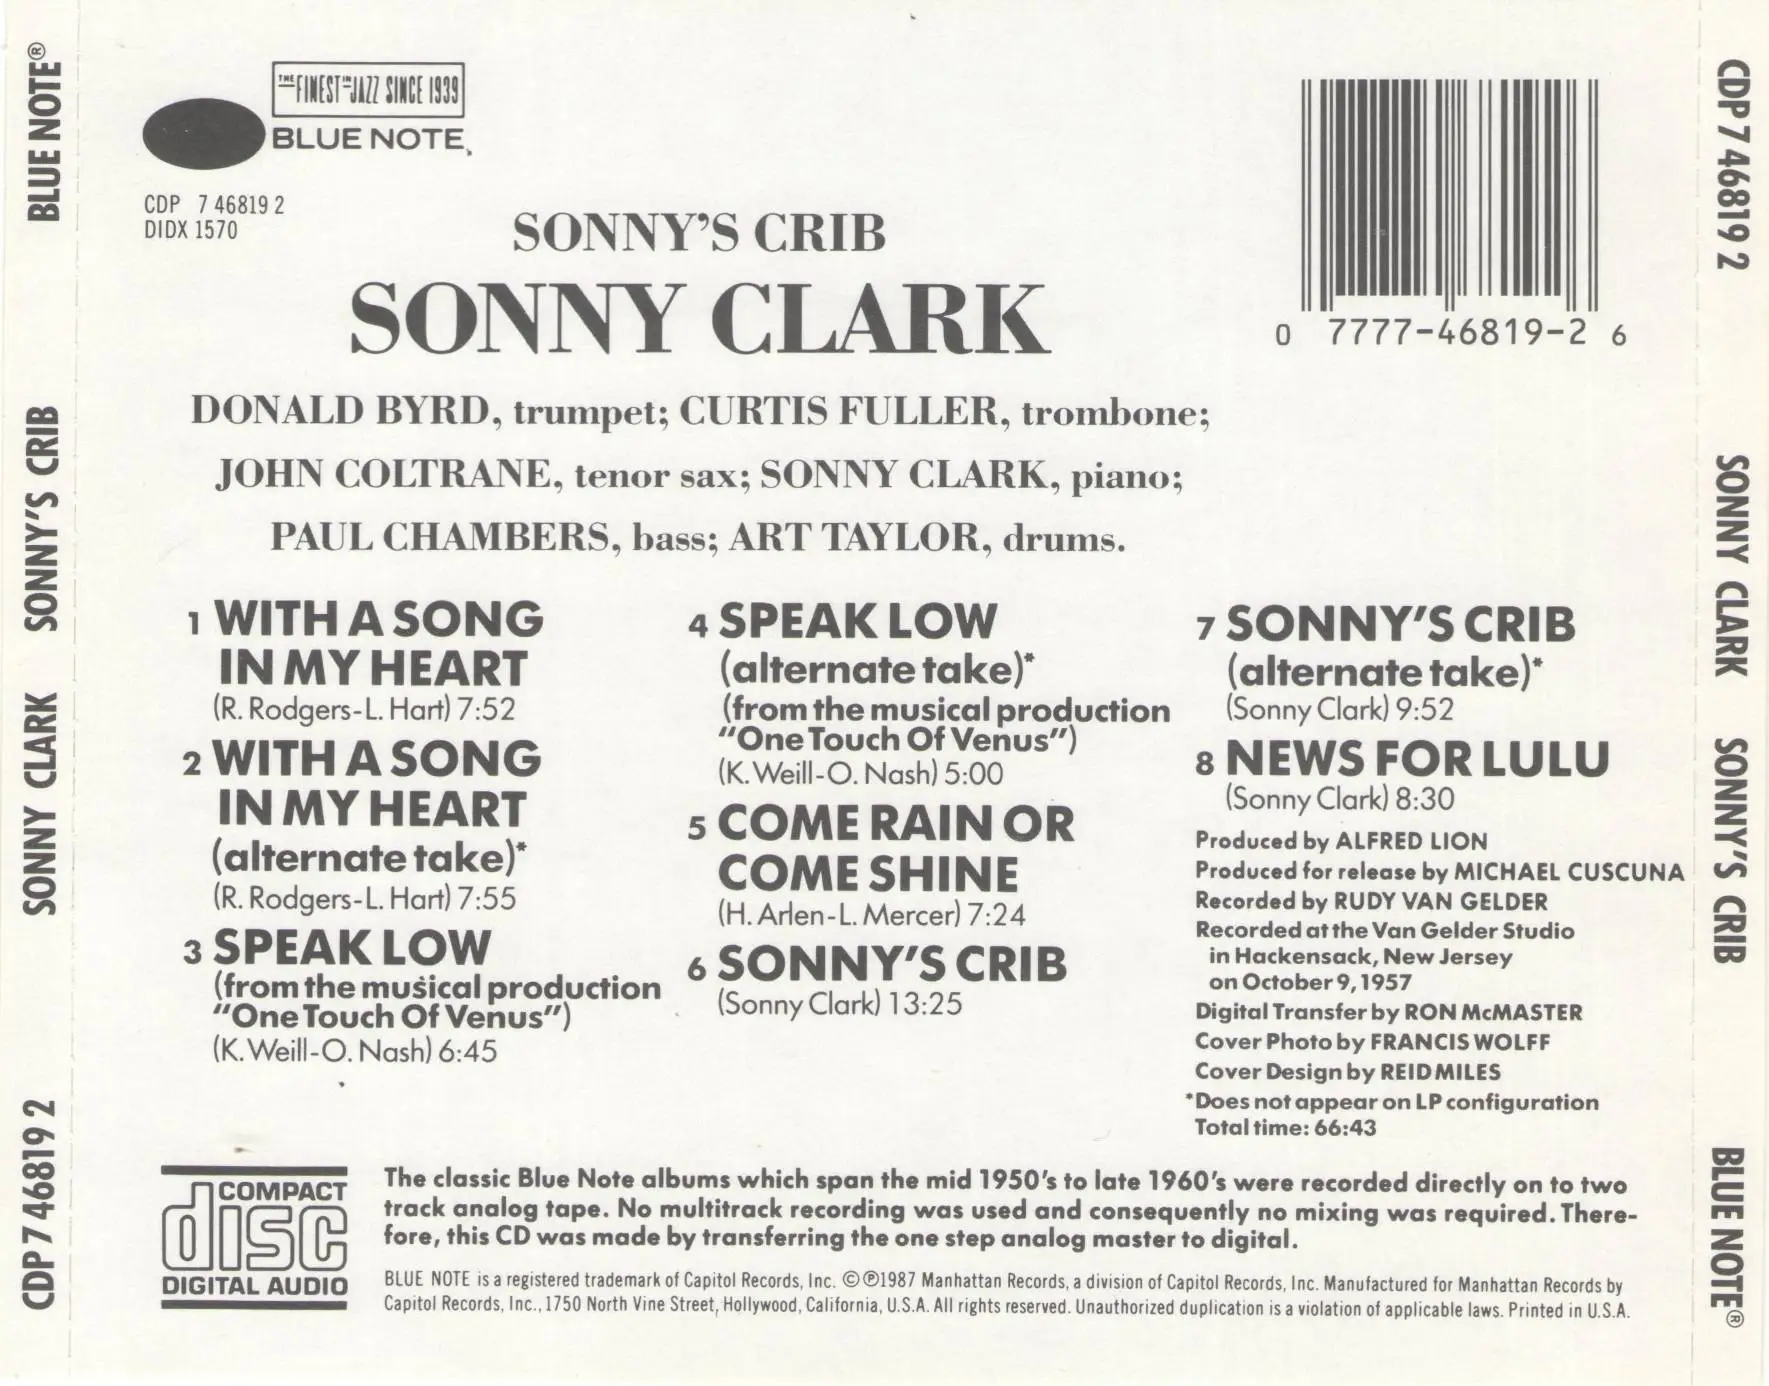 BLUE NOTE®
SONNY'S CRIB
SONNY CLARK
CDP 7 46819 2
THE FINEST IN JAZZ SINCE 1939
BLUE NOTE.
CDP 7 46819 2
DIDX 1570
SONNY'S CRIB
SONNY CLARK
0 7777-46819-2 6
DONALD BYRD, trumpet; CURTIS FULLER, trombone;
JOHN COLTRANE, tenor sax; SONNY CLARK, piano;
PAUL CHAMBERS, bass; ART TAYLOR, drums.
1 WITH A SONG
IN MY HEART
(R. Rodgers-L. Hart) 7:52
2 WITH A SONG
IN MY HEART
(alternate take)*
(R. Rodgers-L. Hart) 7:55
3 SPEAK LOW
(from the musical production
"One Touch Of Venus")
(K. Weill-O. Nash) 6:45
4 SPEAK LOW
(alternate take)*
(from the musical production
"One Touch Of Venus")
(K. Weill-O. Nash) 5:00
5 COME RAIN OR
COME SHINE
(H. Arlen-L. Mercer) 7:24
6 SONNY'S CRIB
(Sonny Clark) 13:25
7 SONNY'S CRIB
(alternate take)*
(Sonny Clark) 9:52
8 NEWS FOR LULU
(Sonny Clark) 8:30
Produced by ALFRED LION
Produced for release by MICHAEL CUSCUNA
Recorded by RUDY VAN GELDER
Recorded at the Van Gelder Studio
in Hackensack, New Jersey
on October 9, 1957
Digital Transfer by RON McMASTER
Cover Photo by FRANCIS WOLFF
Cover Design by REID MILES
*Does not appear on LP configuration
Total time: 66:43
COMPACT
disc
DIGITAL AUDIO
The classic Blue Note albums which span the mid 1950's to late 1960's were recorded directly on to two
track analog tape. No multitrack recording was used and consequently no mixing was required. There-
fore, this CD was made by transferring the one step analog master to digital.
BLUE NOTE is a registered trademark of Capitol Records, Inc. ©℗1987 Manhattan Records, a division of Capitol Records, Inc. Manufactured for Manhattan Records by
Capitol Records, Inc., 1750 North Vine Street, Hollywood, California, U.S.A. All rights reserved. Unauthorized duplication is a violation of applicable laws. Printed in U.S.A.
CDP 7 46819 2
SONNY CLARK
SONNY'S CRIB
BLUE NOTE®